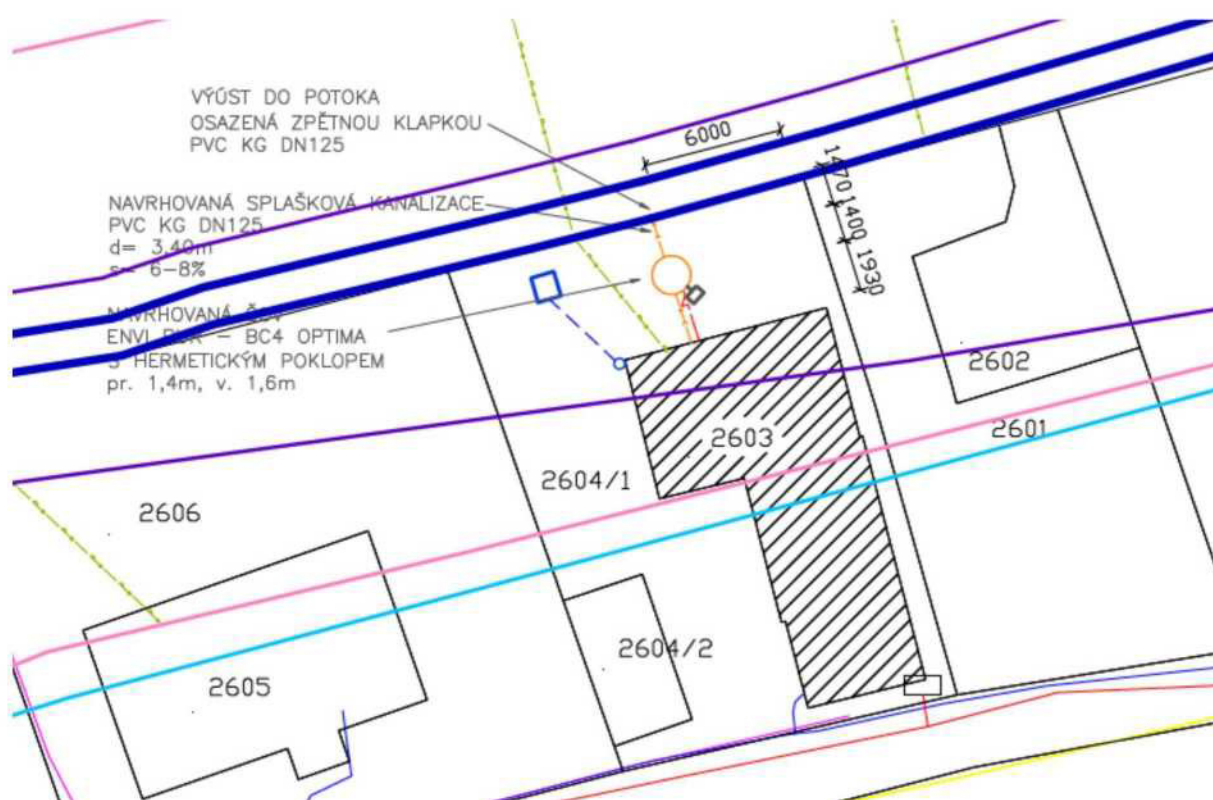 VÝÚST DO POTOKA
OSAZENÁ ZPĚTNOU KLAPKOU
PVC KG DN125
6000
1470
1400
1930
NAVRHOVANÁ SPLAŠKOVÁ KANALIZACE
PVC KG DN125
d= 3,40m
s= 6-8%
NAVRHOVANÁ ČOV
ENVI-PUR - BC4 OPTIMA
S HERMETICKÝM POKLOPEM
pr. 1,4m, v. 1,6m
2602
2601
2603
2604/1
2606
2604/2
2605